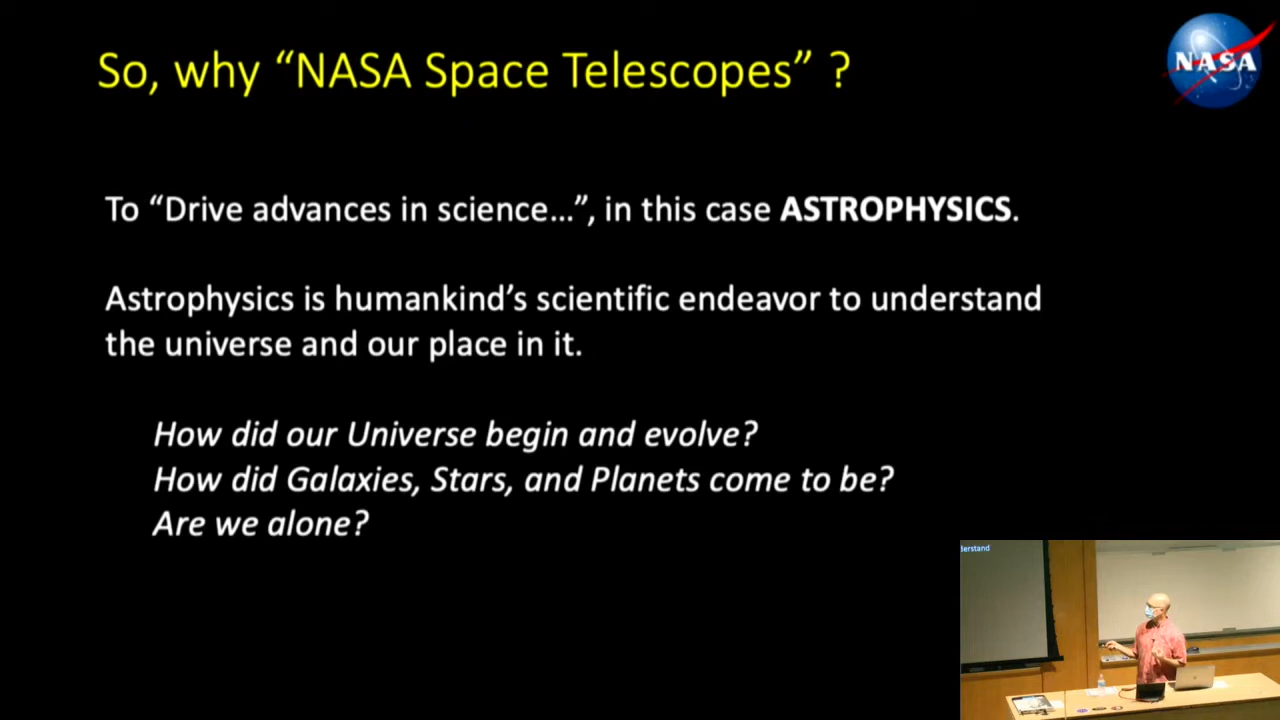 So, why “NASA Space Telescopes” ?
NASA
To “Drive advances in science…”, in this case ASTROPHYSICS.
Astrophysics is humankind’s scientific endeavor to understand
the universe and our place in it.
How did our Universe begin and evolve?
How did Galaxies, Stars, and Planets come to be?
Are we alone?
derstand